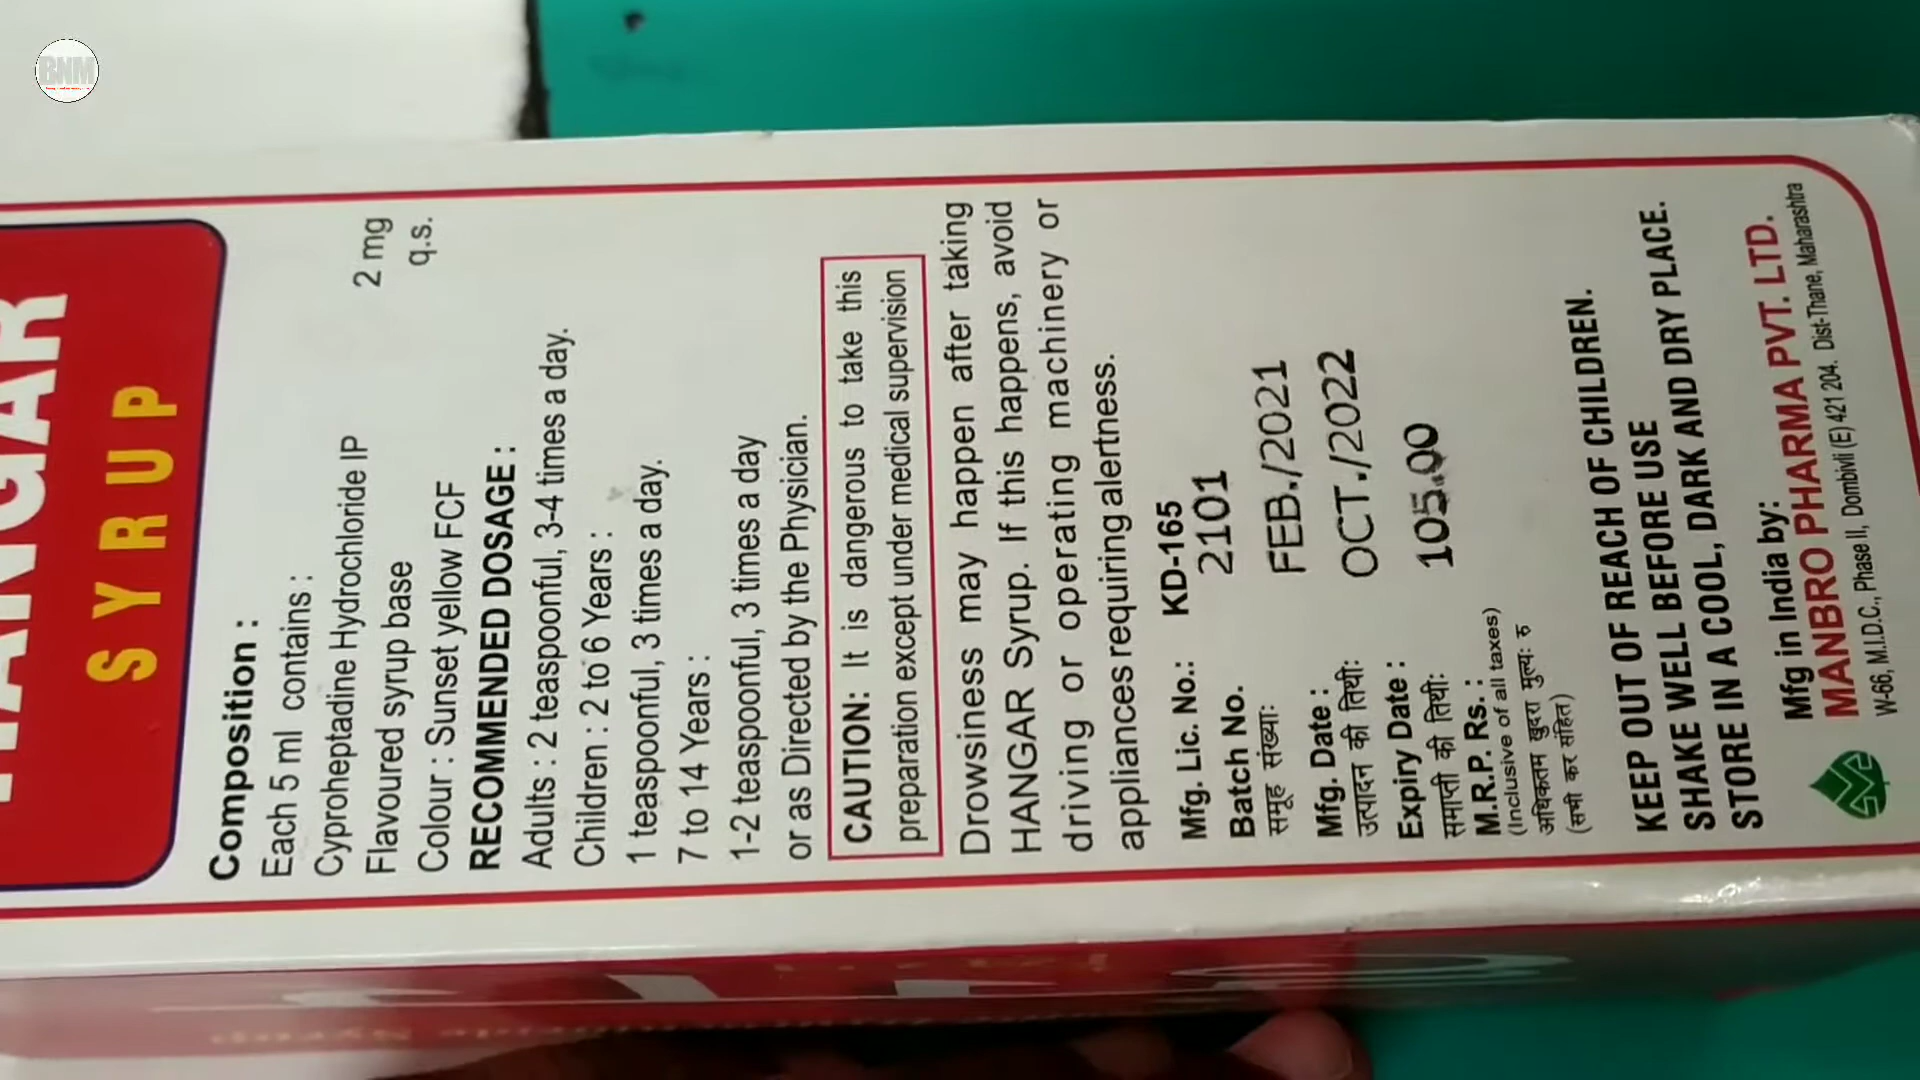 BNM
HANGAR
SYRUP
Composition :
Each 5 ml contains :
Cyproheptadine Hydrochloride IP 2 mg
Flavoured syrup base q.s.
Colour : Sunset yellow FCF
RECOMMENDED DOSAGE :
Adults : 2 teaspoonful, 3-4 times a day.
Children : 2 to 6 Years :
1 teaspoonful, 3 times a day.
7 to 14 Years :
1-2 teaspoonful, 3 times a day
or as Directed by the Physician.
CAUTION: It is dangerous to take this
preparation except under medical supervision
Drowsiness may happen after taking
HANGAR Syrup. If this happens, avoid
driving or operating machinery or
appliances requiring alertness.
Mfg. Lic. No.: KD-165
Batch No. 2101
समूह संख्या:
Mfg. Date : FEB./2021
उत्पादन की तिथी:
Expiry Date : OCT./2022
समाप्ती की तिथी:
M.R.P. Rs. : 105.00
(Inclusive of all taxes)
अधिकतम खुदरा मुल्य: रु
(सभी कर सहित)
KEEP OUT OF REACH OF CHILDREN.
SHAKE WELL BEFORE USE
STORE IN A COOL, DARK AND DRY PLACE.
Mfg in India by:
MANBRO PHARMA PVT. LTD.
W-66, M.I.D.C., Phase II, Dombivli (E) 421 204. Dist-Thane, Maharashtra